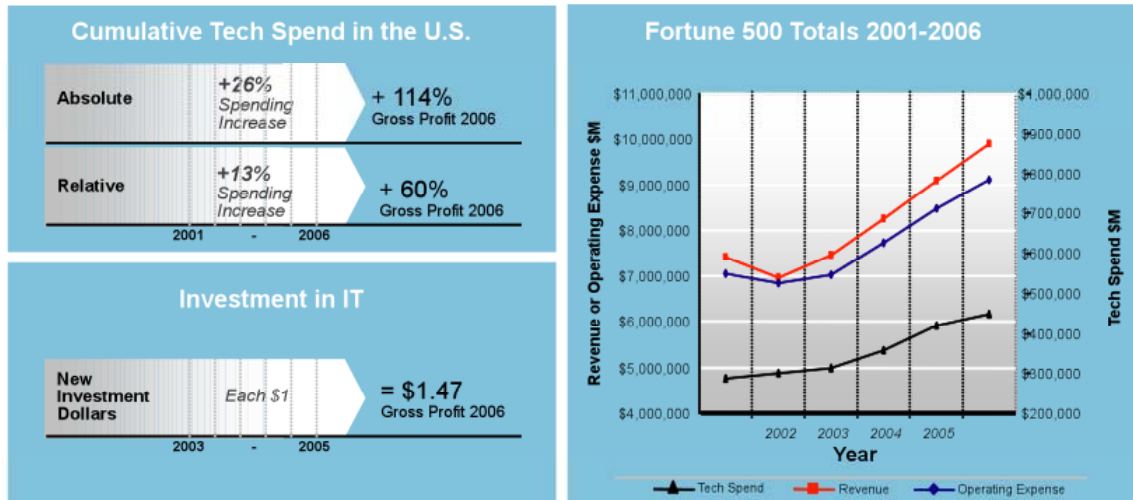 Cumulative Tech Spend in the U.S.
Absolute
+26%
Spending
Increase
+ 114%
Gross Profit 2006
Relative
+13%
Spending
Increase
+ 60%
Gross Profit 2006
2001 - 2006
Investment in IT
New
Investment
Dollars
Each $1
= $1.47
Gross Profit 2006
2003 - 2005
Fortune 500 Totals 2001-2006
Revenue or Operating Expense $M
$11,000,000
$10,000,000
$9,000,000
$8,000,000
$7,000,000
$6,000,000
$5,000,000
$4,000,000
$1,000,000
$900,000
$800,000
$700,000
$600,000
$500,000
$400,000
$300,000
$200,000
Tech Spend $M
2002 2003 2004 2005
Year
Tech Spend Revenue Operating Expense